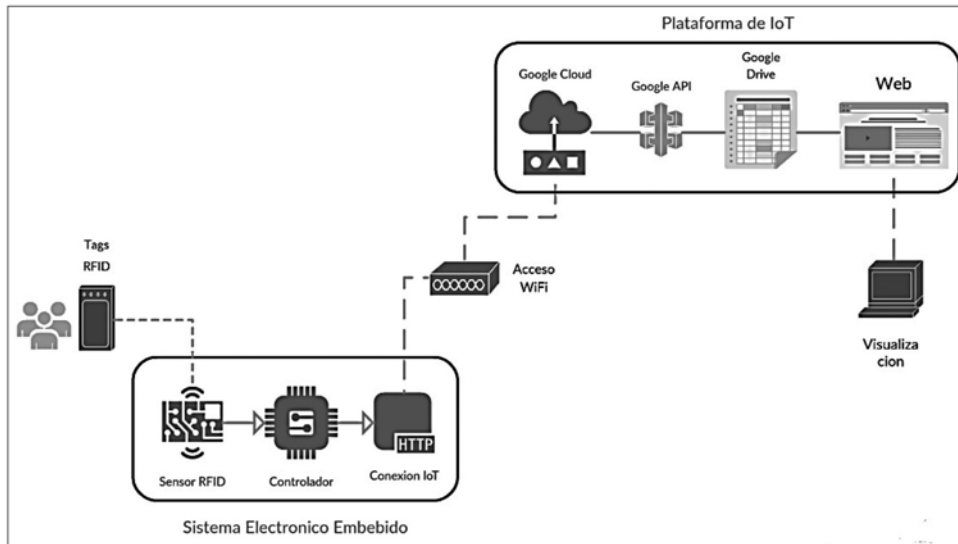 Plataforma de IoT
Google Cloud
Google API
Google
Drive
Web
Tags
RFID
Acceso
WiFi
Visualiza
cion
HTTP
Sensor RFID
Controlador
Conexion IoT
Sistema Electronico Embebido